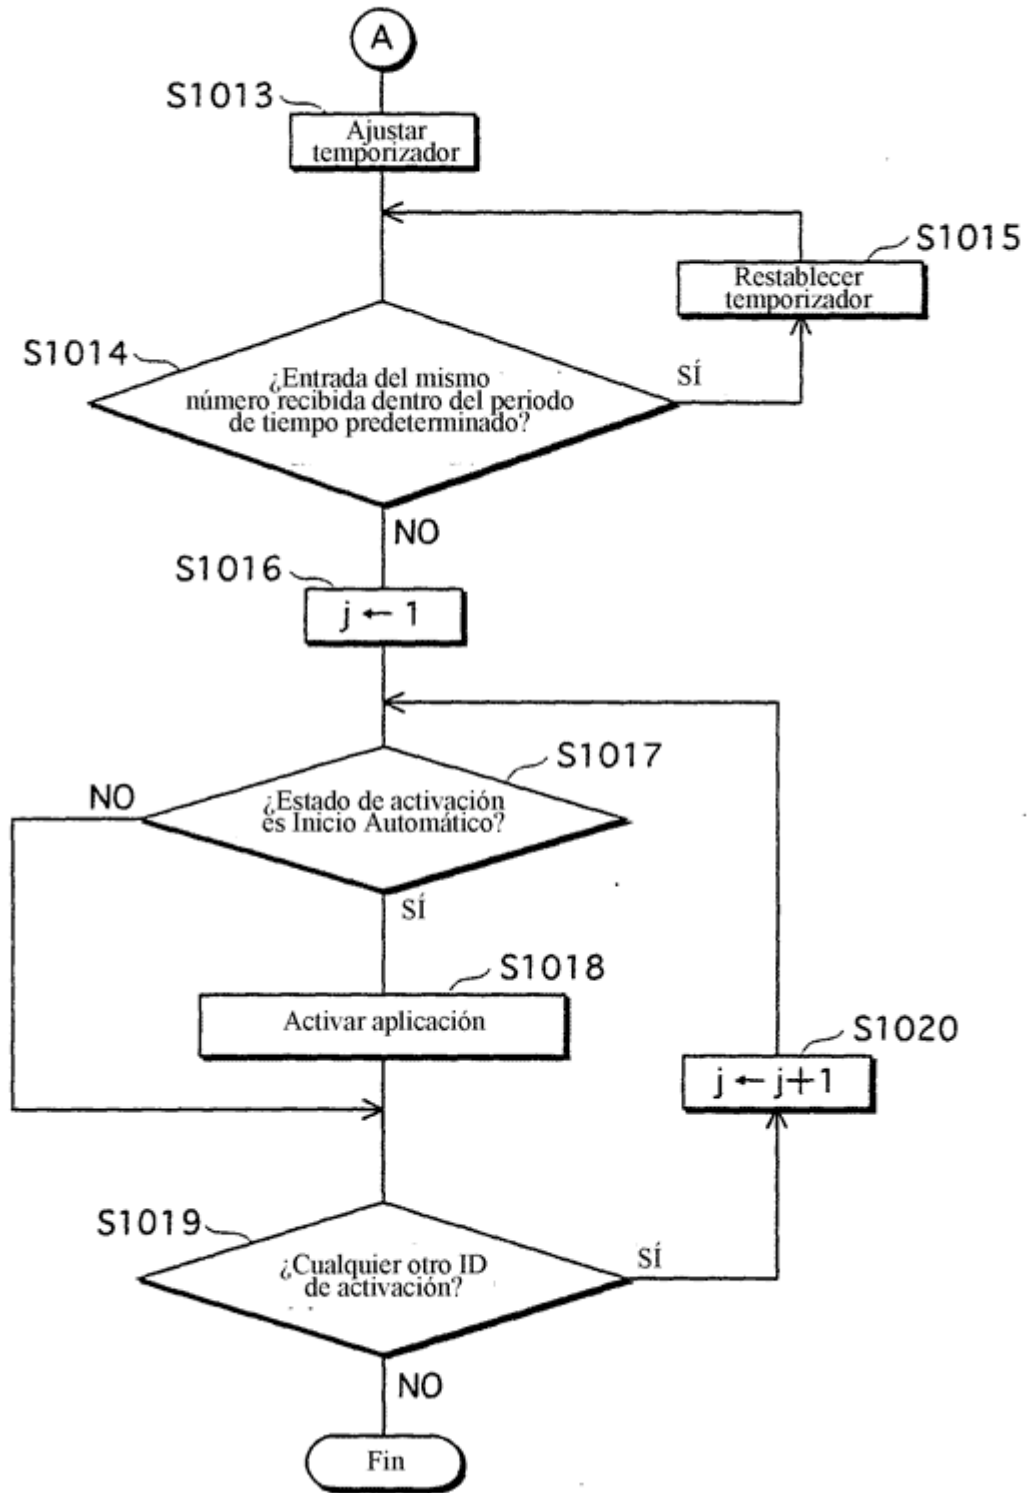 A
S1013
Ajustar
temporizador
S1015
Restablecer
temporizador
S1014
¿Entrada del mismo
número recibida dentro del periodo
de tiempo predeterminado?
SÍ
NO
S1016
j ← 1
S1017
NO
¿Estado de activación
es Inicio Automático?
SÍ
S1018
Activar aplicación
S1020
j ← j+1
S1019
¿Cualquier otro ID
de activación?
SÍ
NO
Fin